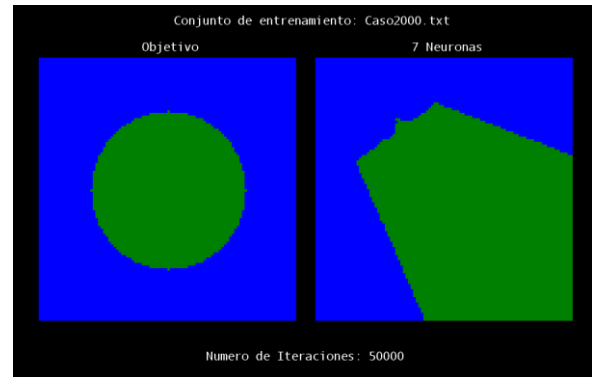 Conjunto de entrenamiento: Caso2000.txt
Objetivo
7 Neuronas
Numero de Iteraciones: 50000